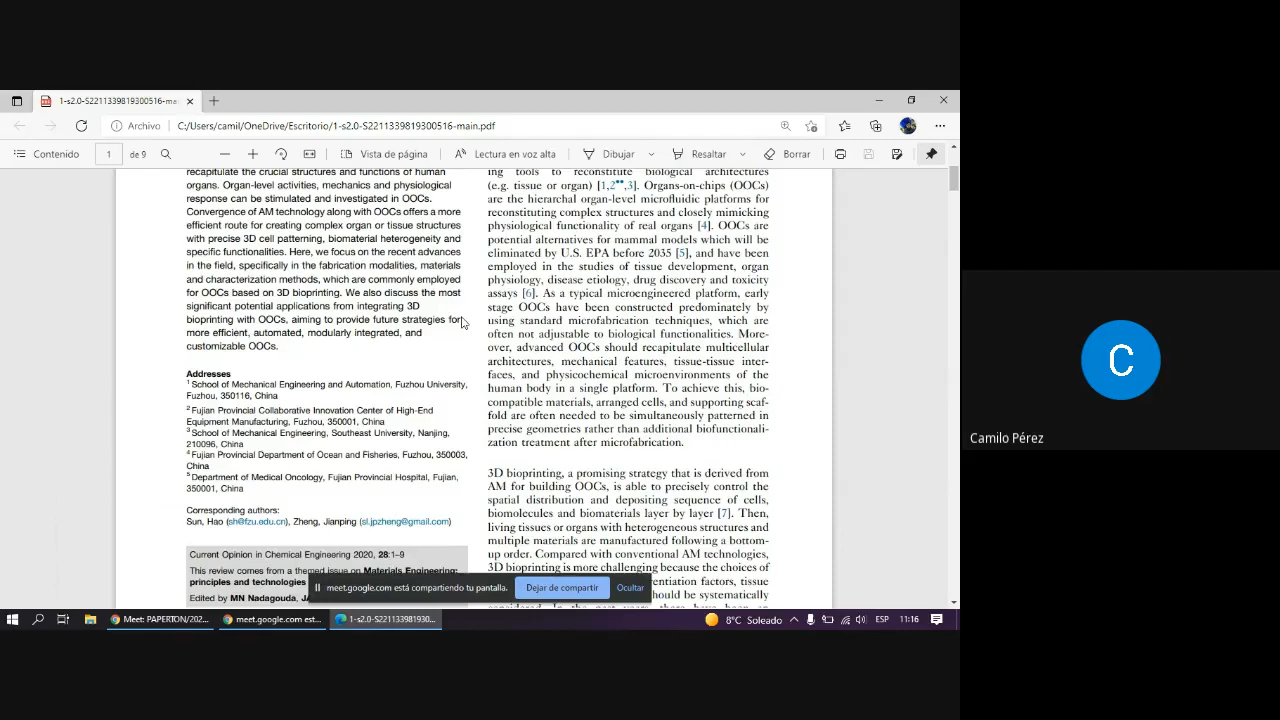 1-s2.0-S2211339819300516-ma
Archivo
C:/Users/camil/OneDrive/Escritorio/1-s2.0-S2211339819300516-main.pdf
Contenido
1
de 9
Vista de página
Lectura en voz alta
Dibujar
Resaltar
Borrar
recapitulate the crucial structures and functions of human
organs. Organ-level activities, mechanics and physiological
response can be stimulated and investigated in OOCs.
Convergence of AM technology along with OOCs offers a more
efficient route for creating complex organ or tissue structures
with precise 3D cell patterning, biomaterial heterogeneity and
specific functionalities. Here, we focus on the recent advances
in the field, specifically in the fabrication modalities, materials
and characterization methods, which are commonly employed
for OOCs based on 3D bioprinting. We also discuss the most
significant potential applications from integrating 3D
bioprinting with OOCs, aiming to provide future strategies for
more efficient, automated, modularly integrated, and
customizable OOCs.
Addresses
1 School of Mechanical Engineering and Automation, Fuzhou University,
Fuzhou, 350116, China
2 Fujian Provincial Collaborative Innovation Center of High-End
Equipment Manufacturing, Fuzhou, 350001, China
3 School of Mechanical Engineering, Southeast University, Nanjing,
210096, China
4 Fujian Provincial Department of Ocean and Fisheries, Fuzhou, 350003,
China
5 Department of Medical Oncology, Fujian Provincial Hospital, Fujian,
350001, China
Corresponding authors:
Sun, Hao (sh@fzu.edu.cn), Zheng, Jianping (sl.jpzheng@gmail.com)
Current Opinion in Chemical Engineering 2020, 28:1–9
This review comes from a themed issue on Materials Engineering:
principles and technologies
Edited by MN Nadagouda,
ing tools to reconstitute biological architectures
(e.g. tissue or organ) [1,2••,3]. Organs-on-chips (OOCs)
are the hierarchal organ-level microfluidic platforms for
reconstituting complex structures and closely mimicking
physiological functionality of real organs [4]. OOCs are
potential alternatives for mammal models which will be
eliminated by U.S. EPA before 2035 [5], and have been
employed in the studies of tissue development, organ
physiology, disease etiology, drug discovery and toxicity
assays [6]. As a typical microengineered platform, early
stage OOCs have been constructed predominately by
using standard microfabrication techniques, which are
often not adjustable to biological functionalities. More-
over, advanced OOCs should recapitulate multicellular
architectures, mechanical features, tissue-tissue inter-
faces, and physicochemical microenvironments of the
human body in a single platform. To achieve this, bio-
compatible materials, arranged cells, and supporting scaf-
fold are often needed to be simultaneously patterned in
precise geometries rather than additional biofunctionali-
zation treatment after microfabrication.
3D bioprinting, a promising strategy that is derived from
AM for building OOCs, is able to precisely control the
spatial distribution and depositing sequence of cells,
biomolecules and biomaterials layer by layer [7]. Then,
living tissues or organs with heterogeneous structures and
multiple materials are manufactured following a bottom-
up order. Compared with conventional AM technologies,
3D bioprinting is more challenging because the choices of
entiation factors, tissue
should be systematically
meet.google.com está compartiendo tu pantalla.
Dejar de compartir
Ocultar
Meet: PAPERTON/202...
meet.google.com est...
1-s2.0-S221133981930...
8°C Soleado
ESP
11:16
C
Camilo Pérez